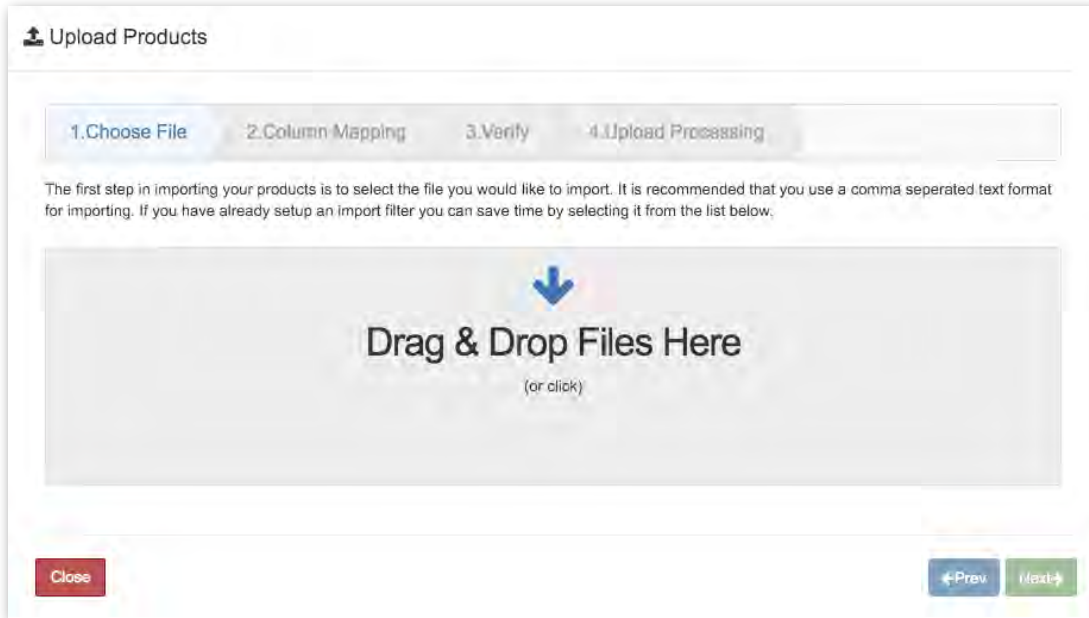 Upload Products
1.Choose File 2.Column Mapping 3.Verify 4.Upload Processing
The first step in importing your products is to select the file you would like to import. It is recommended that you use a comma seperated text format
for importing. If you have already setup an import filter you can save time by selecting it from the list below.
Drag & Drop Files Here
(or click)
Close Prev Next